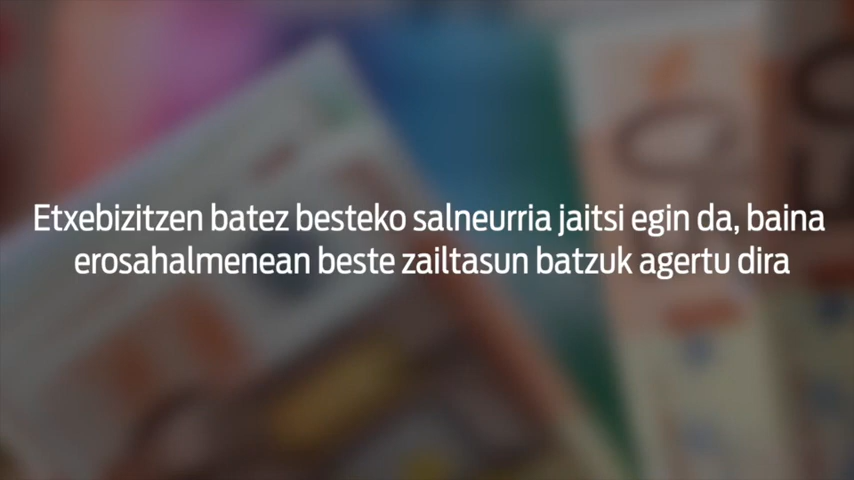 Etxebizitzen batez besteko salneurria jaitsi egin da, baina
erosahalmenean beste zailtasun batzuk agertu dira